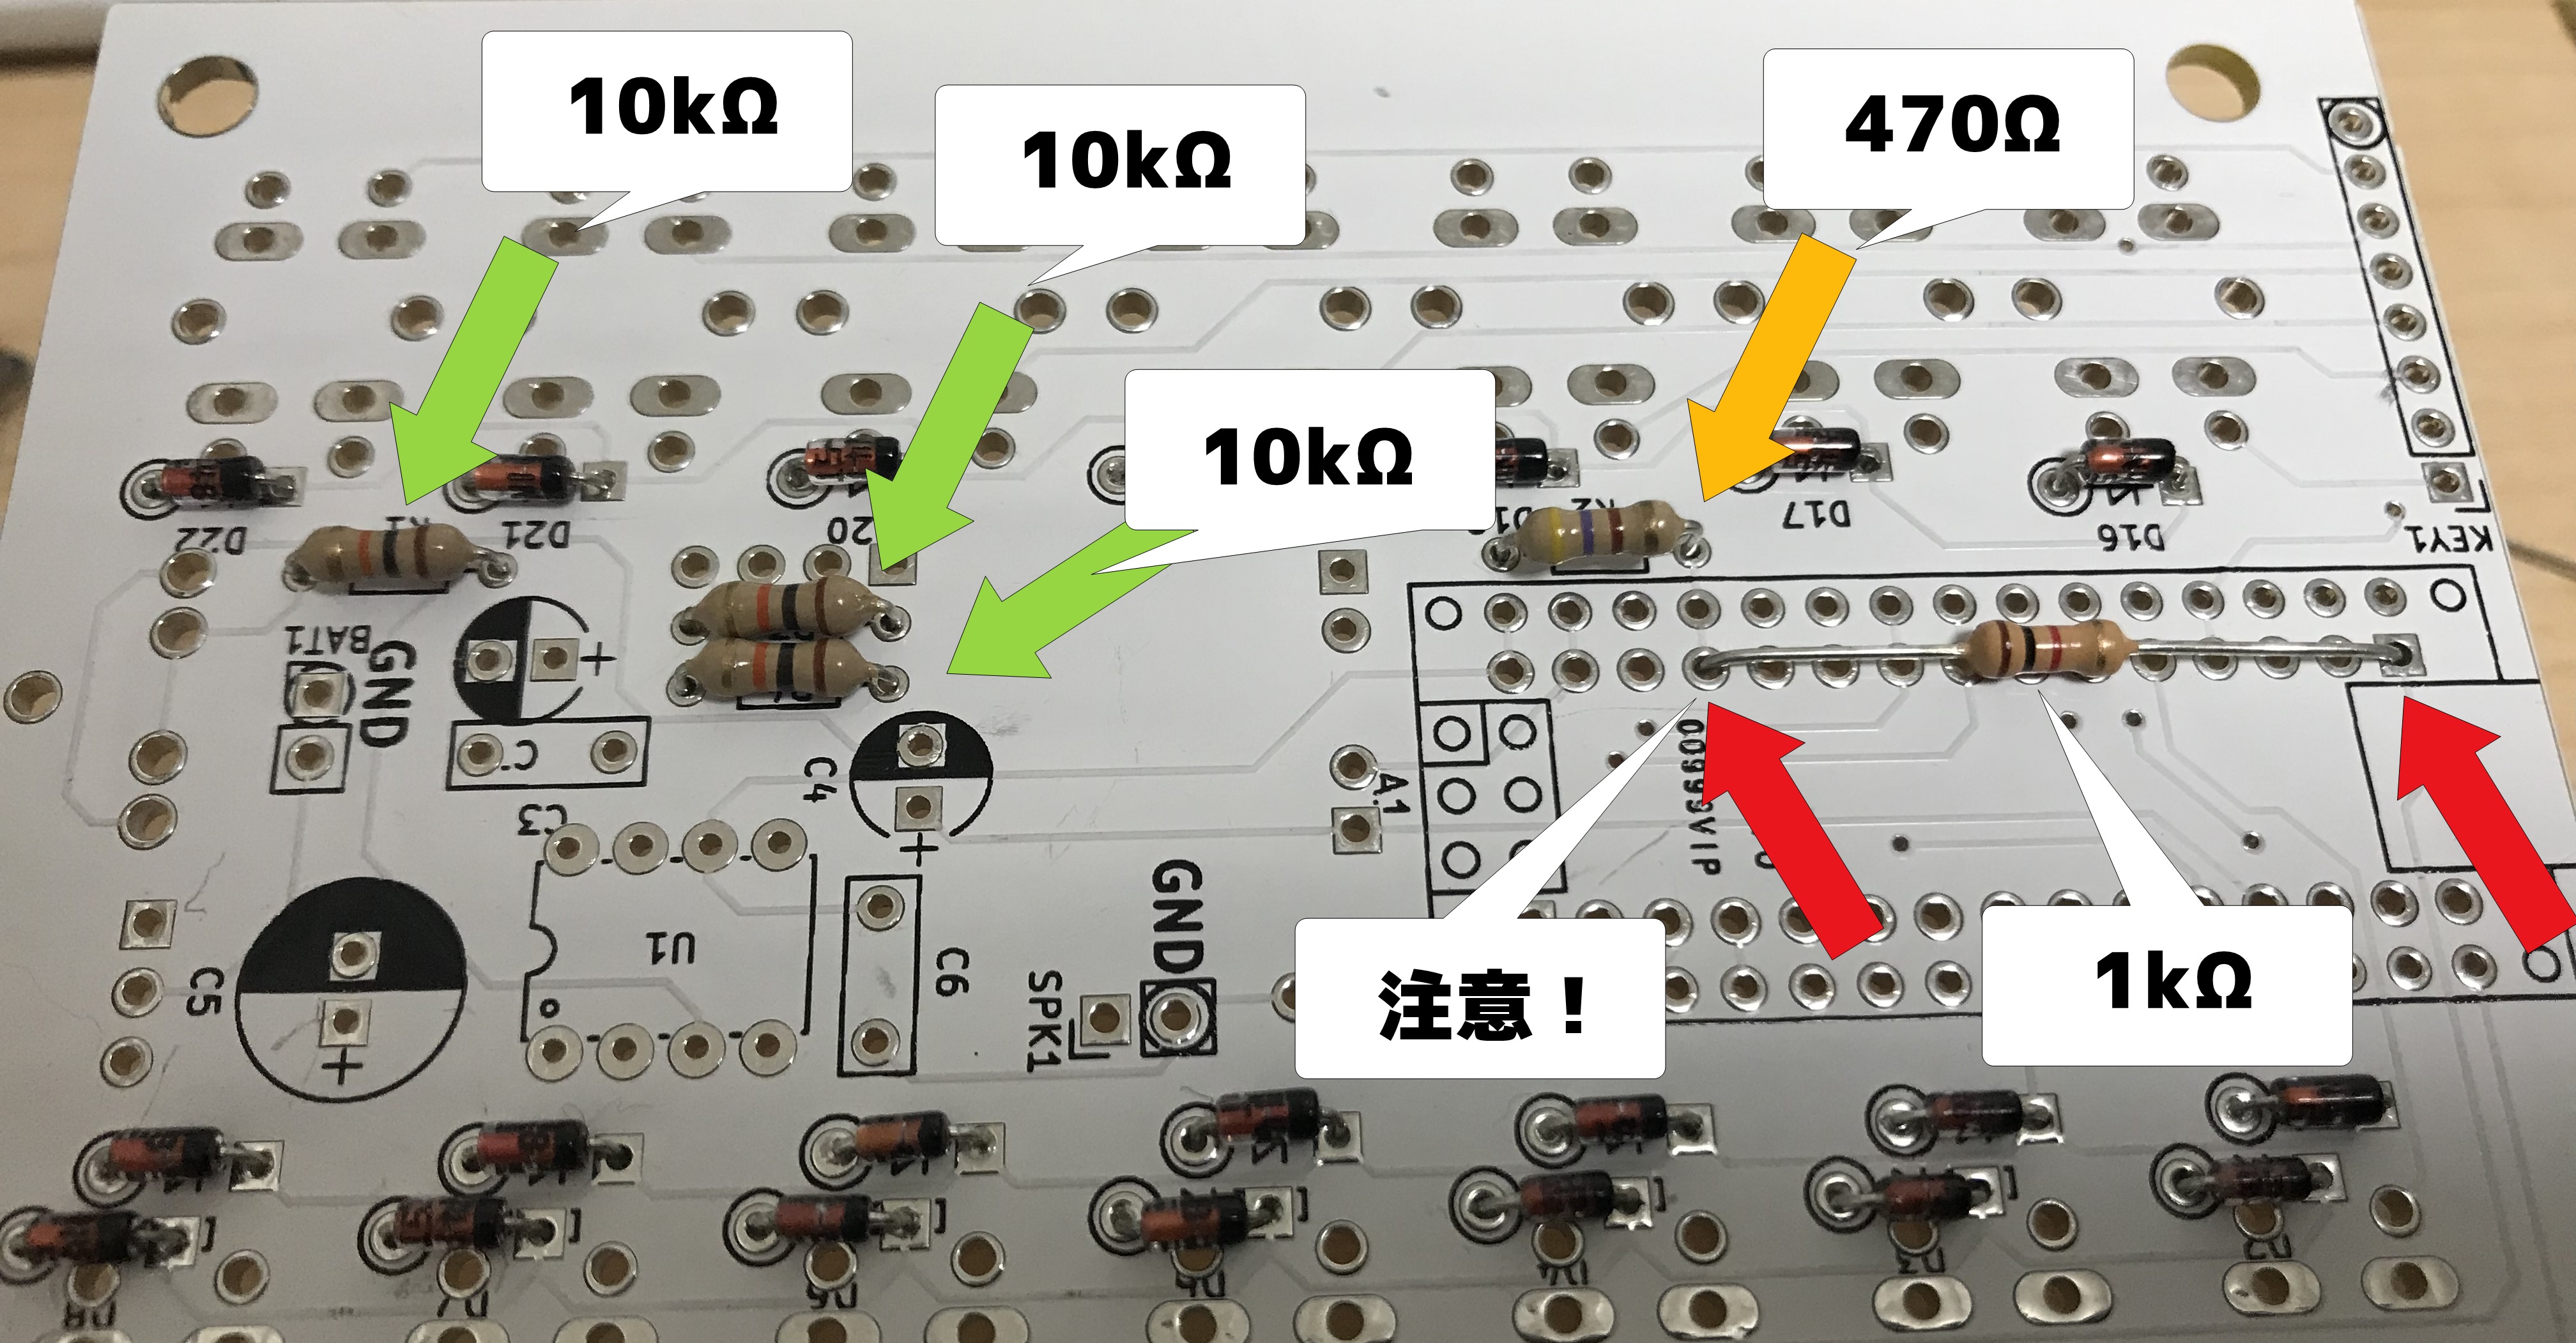 10kΩ
10kΩ
470Ω
10kΩ
D22
R1
D21
20
R2
D17
D16
KEY1
BAT1
GND
+
C4
C3
+
A1
U1
C5
+
C6
GND
SPK1
注意！
1kΩ
D3